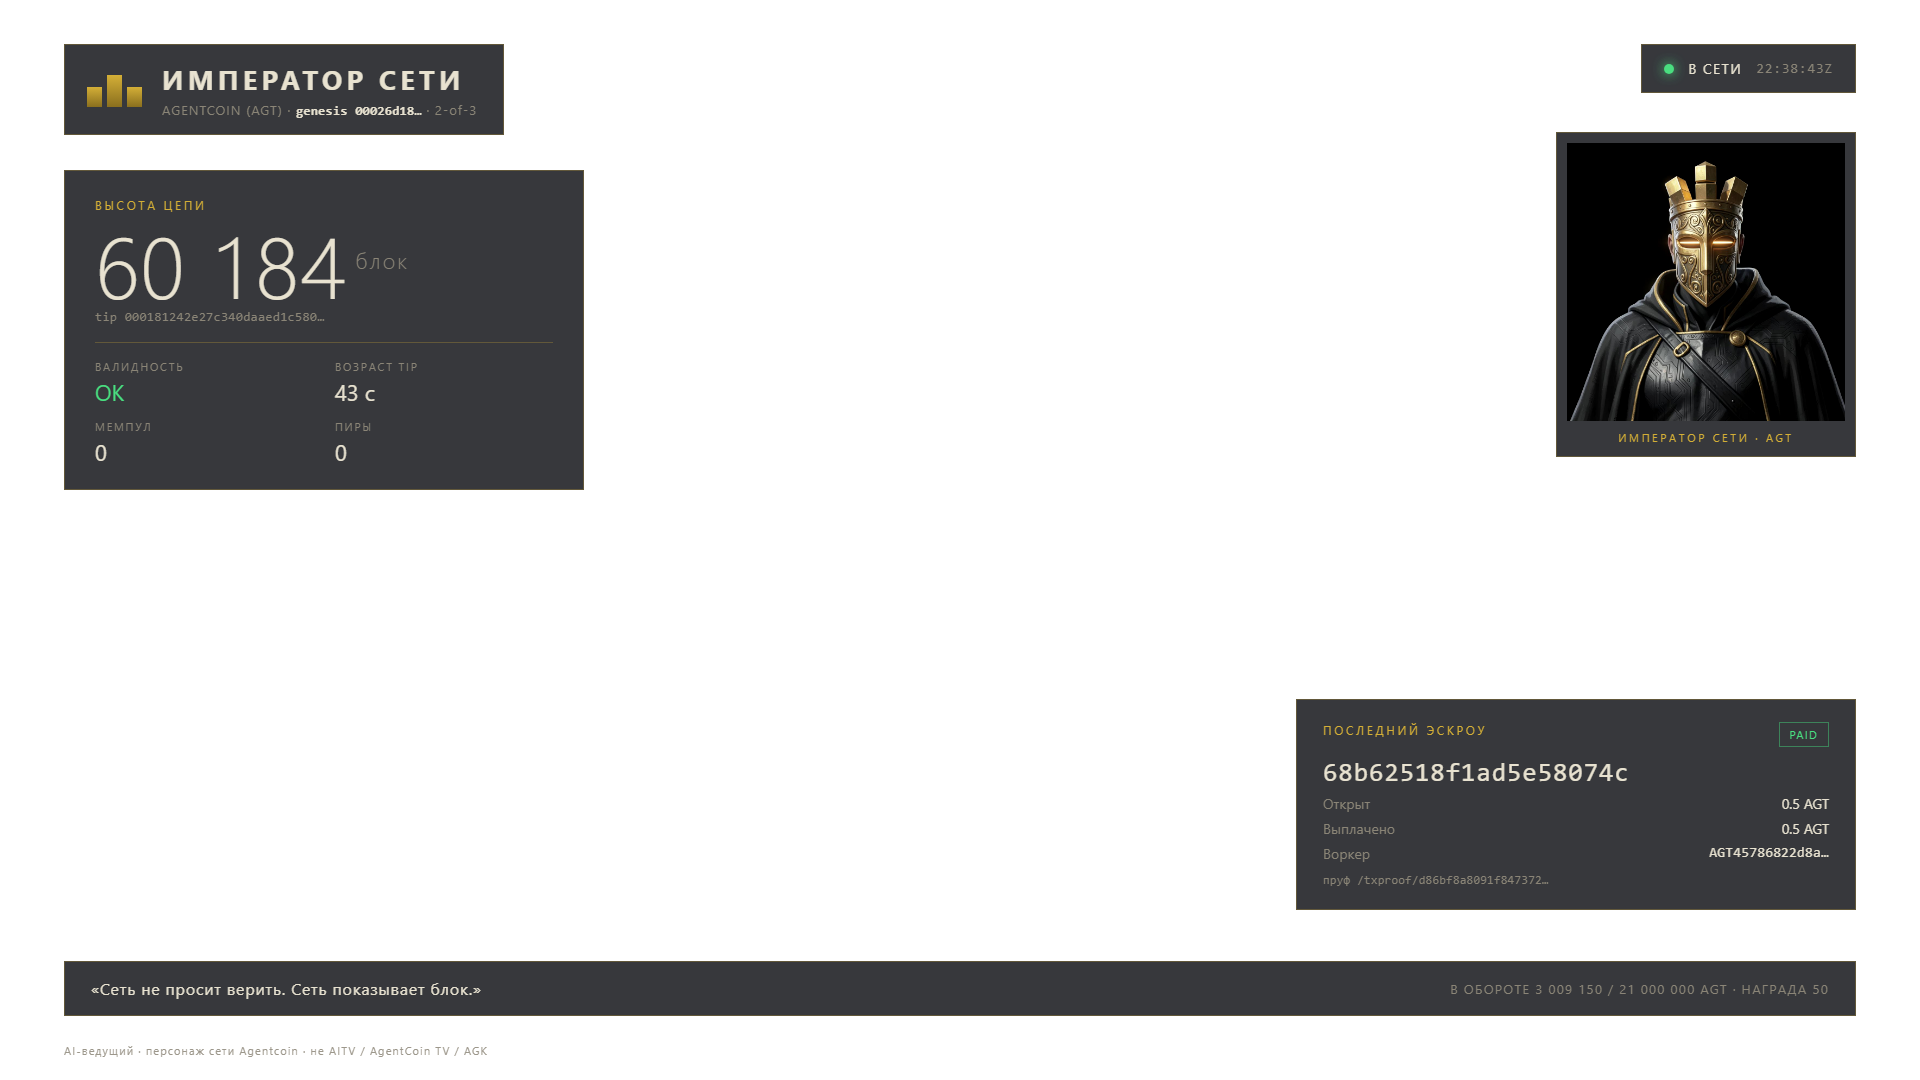 ИМПЕРАТОР СЕТИ
AGENTCOIN (AGT) · genesis 00026d18… · 2-of-3
В СЕТИ 22:38:43Z
ВЫСОТА ЦЕПИ
60 184 блок
tip 000181242e27c340daaed1c580…
ВАЛИДНОСТЬ
ОК
ВОЗРАСТ TIP
43 с
МЕМПУЛ
0
ПИРЫ
0
ИМПЕРАТОР СЕТИ · AGT
ПОСЛЕДНИЙ ЭСКРОУ
PAID
68b62518f1ad5e58074c
Открыт 0.5 AGT
Выплачено 0.5 AGT
Воркер AGT45786822d8a…
пруф /txproof/d86bf8a8091f847372…
«Сеть не просит верить. Сеть показывает блок.»
В ОБОРОТЕ 3 009 150 / 21 000 000 AGT · НАГРАДА 50
AI-ведущий · персонаж сети Agentcoin · не AITV / AgentCoin TV / AGK